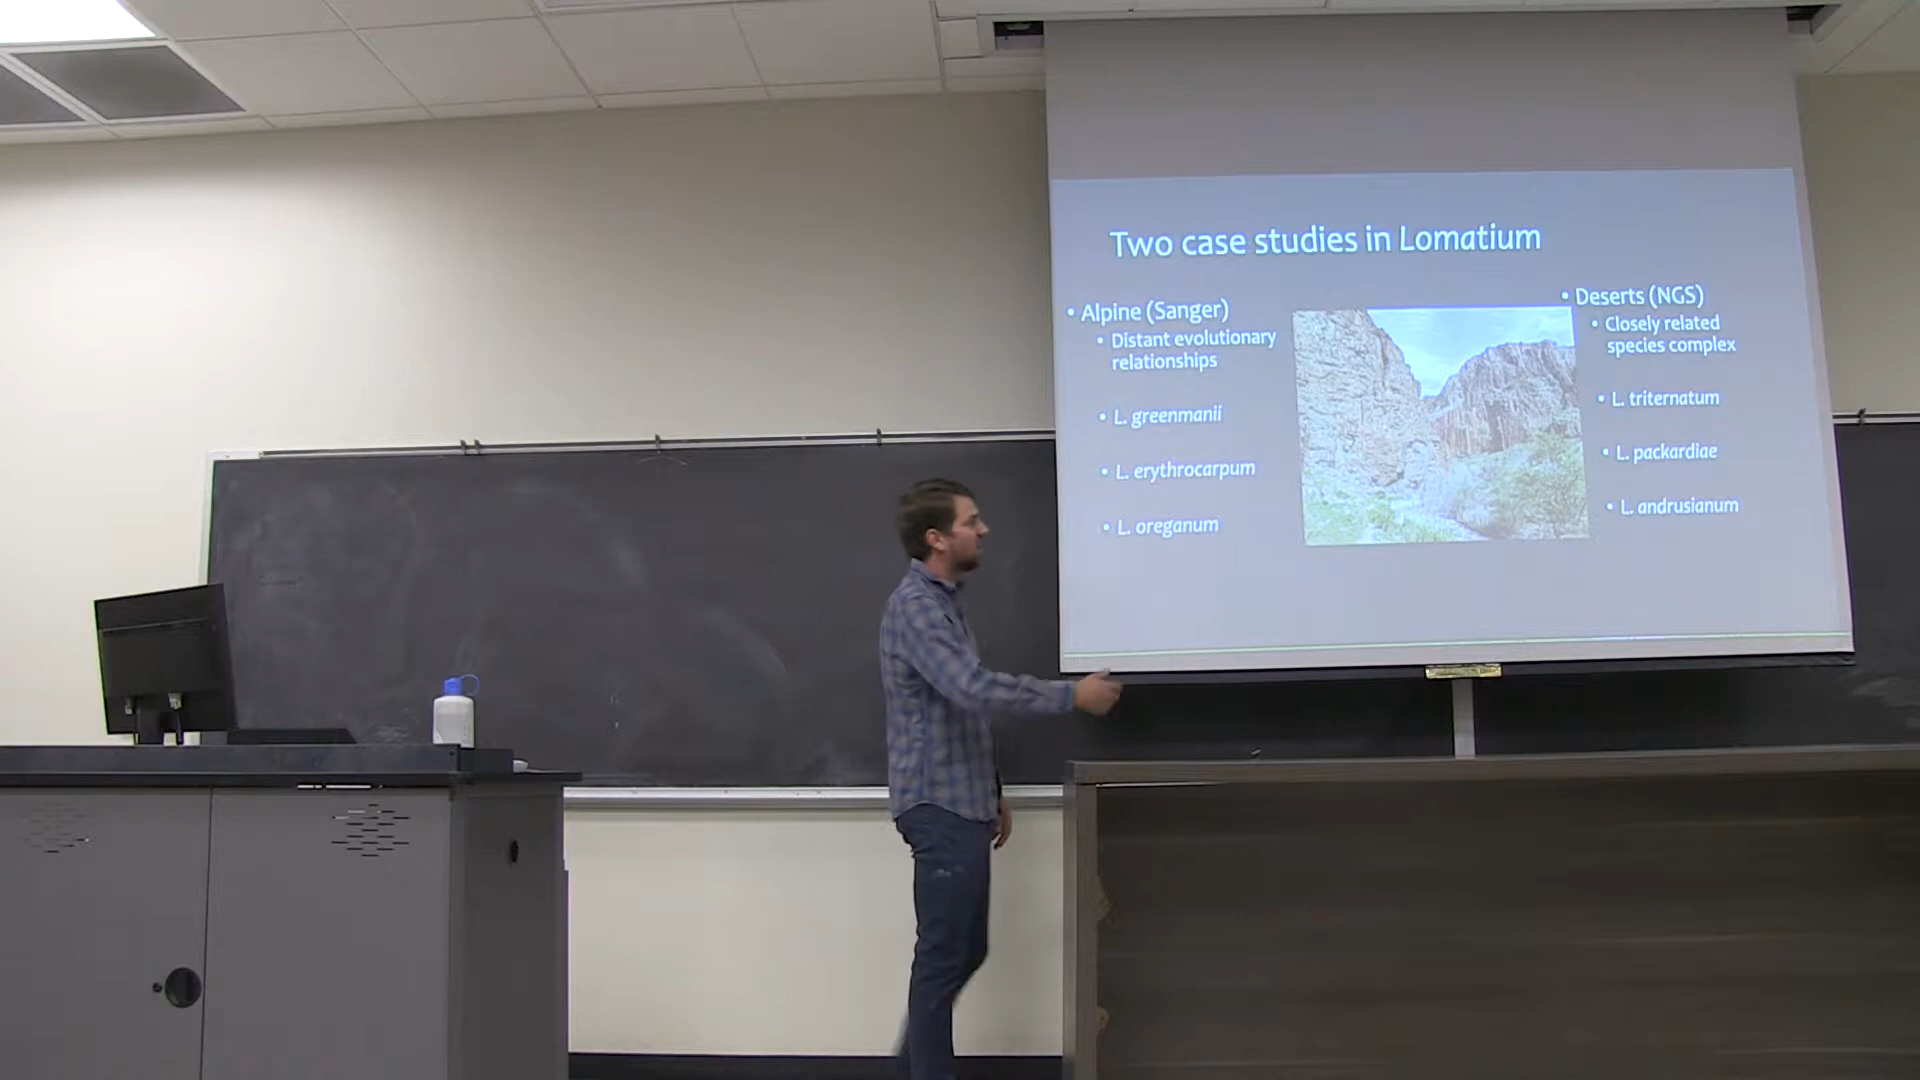 Two case studies in Lomatium
• Alpine (Sanger)
• Distant evolutionary
relationships
• L. greenmanii
• L. erythrocarpum
• L. oreganum
• Deserts (NGS)
• Closely related
species complex
• L. triternatum
• L. packardiae
• L. andrusianum